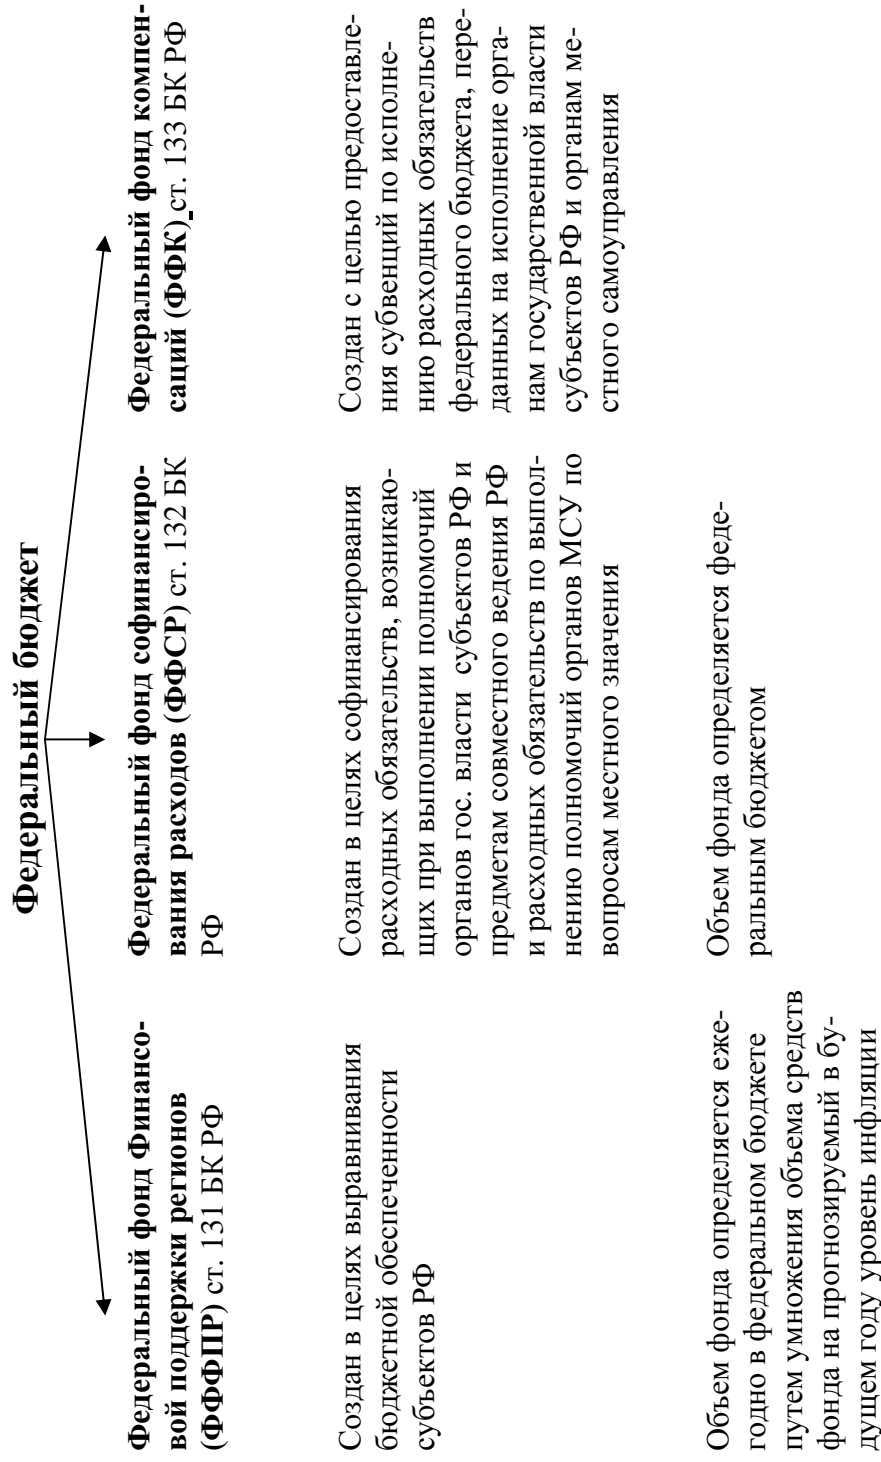 Федеральный бюджет
Федеральный фонд Финансо-
вой поддержки регионов
(ФФФПР) ст. 131 БК РФ
Создан в целях выравнивания
бюджетной обеспеченности
субъектов РФ
Объем фонда определяется еже-
годно в федеральном бюджете
путем умножения объема средств
фонда на прогнозируемый в бу-
дущем году уровень инфляции
Федеральный фонд софинансиро-
вания расходов (ФФСР) ст. 132 БК
РФ
Создан в целях софинансирования
расходных обязательств, возникаю-
щих при выполнении полномочий
органов гос. власти  субъектов РФ и
предметам совместного ведения РФ
и расходных обязательств по выпол-
нению полномочий органов МСУ по
вопросам местного значения
Объем фонда определяется феде-
ральным бюджетом
Федеральный фонд компен-
саций (ФФК) ст. 133 БК РФ
Создан с целью предоставле-
ния субвенций по исполне-
нию расходных обязательств
федерального бюджета, пере-
данных на исполнение орга-
нам государственной власти
субъектов РФ и органам ме-
стного самоуправления